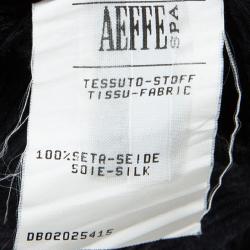 AEFFE SPA
TESSUTO-STOFF
TISSU-FABRIC
100%SETA-SEIDE
SOIE-SILK
DB02025415